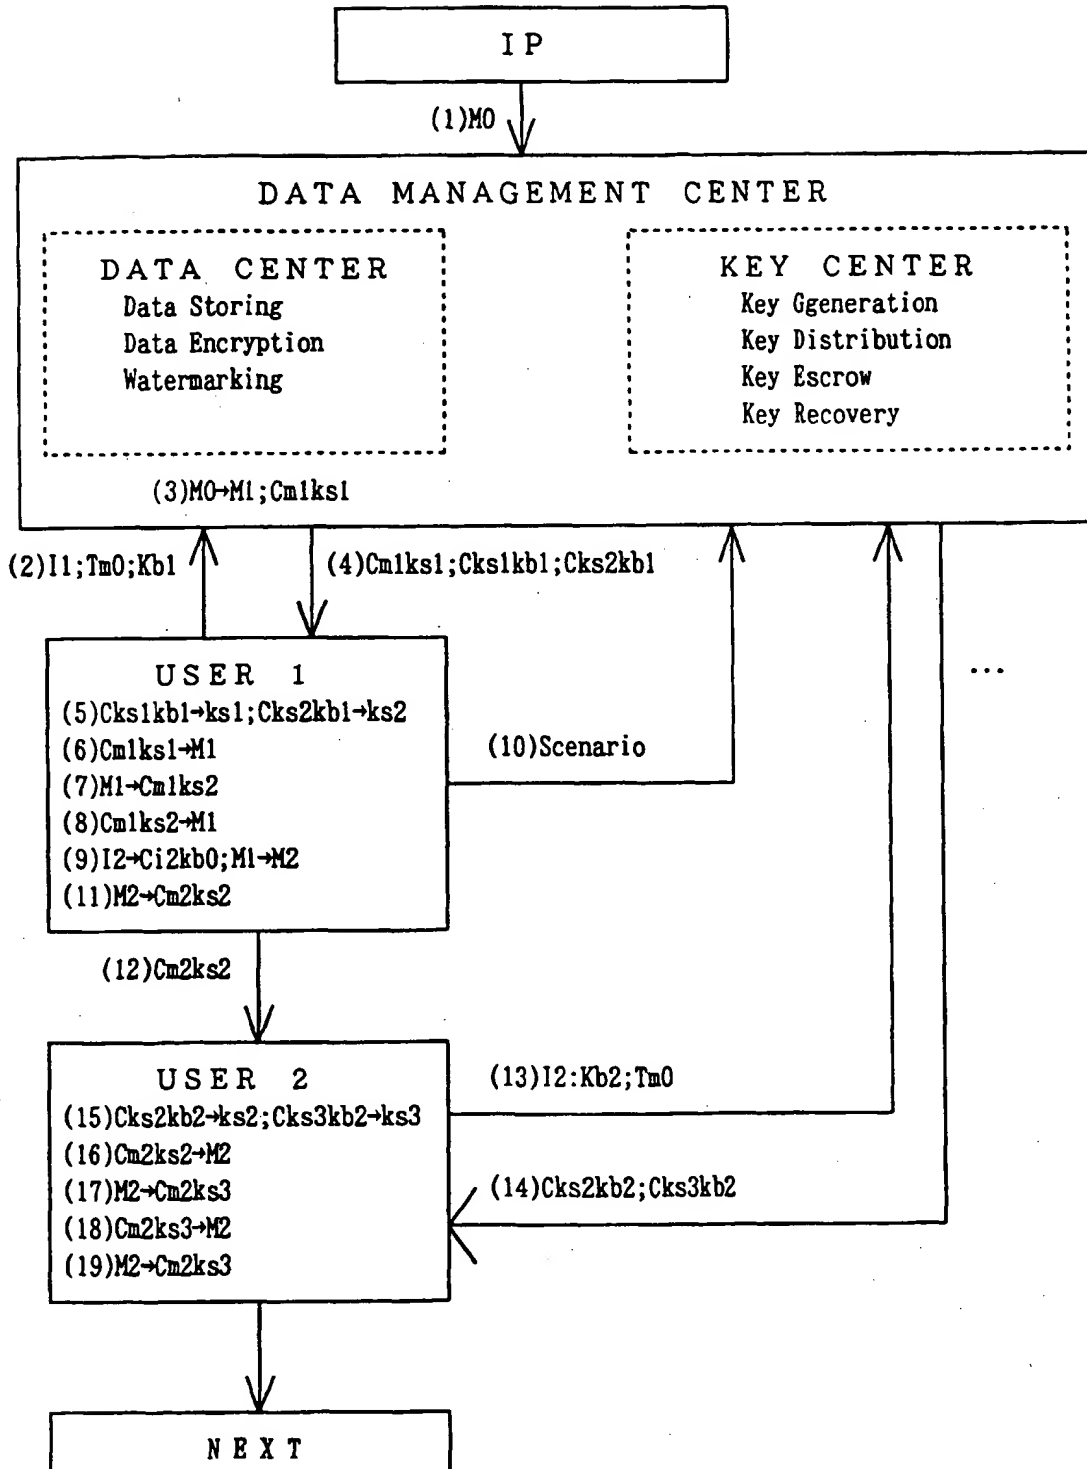 IP
(1)M0
DATA MANAGEMENT CENTER
DATA CENTER
Data Storing
Data Encryption
Watermarking
KEY CENTER
Key Ggeneration
Key Distribution
Key Escrow
Key Recovery
(3)M0→M1;Cm1ks1
(2)I1;Tm0;Kb1
(4)Cm1ks1;Cks1kb1;Cks2kb1
...
USER 1
(5)Cks1kb1→ks1;Cks2kb1→ks2
(6)Cm1ks1→M1
(7)M1→Cm1ks2
(8)Cm1ks2→M1
(9)I2→Ci2kb0;M1→M2
(11)M2→Cm2ks2
(10)Scenario
(12)Cm2ks2
USER 2
(15)Cks2kb2→ks2;Cks3kb2→ks3
(16)Cm2ks2→M2
(17)M2→Cm2ks3
(18)Cm2ks3→M2
(19)M2→Cm2ks3
(13)I2:Kb2;Tm0
(14)Cks2kb2;Cks3kb2
NEXT